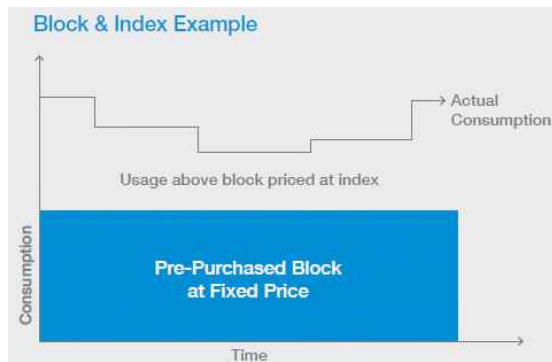 Block & Index Example
Actual
Consumption
Usage above block priced at index
Consumption
Pre-Purchased Block
at Fixed Price
Time